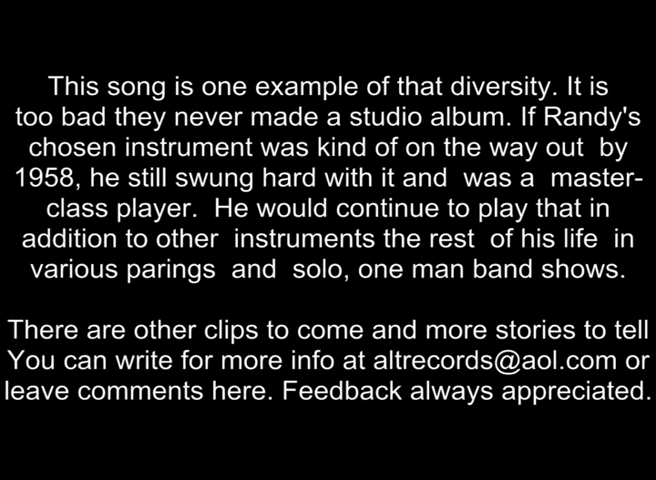 This song is one example of that diversity. It is
too bad they never made a studio album. If Randy's
chosen instrument was kind of on the way out by
1958, he still swung hard with it and was a master-
class player. He would continue to play that in
addition to other instruments the rest of his life in
various parings and solo, one man band shows.
There are other clips to come and more stories to tell
You can write for more info at altrecords@aol.com or
leave comments here. Feedback always appreciated.